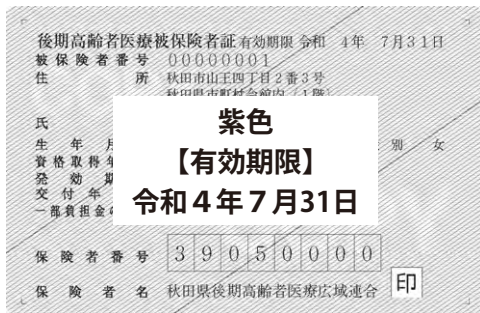 後期高齢者医療被保険者証 有効期限 令和 4年 7月31日
被保険者番号 00000001
住所 秋田市山王四丁目2番3号
秋田県市町村会館内（1階）
氏
生年月 別 女
資格取得年
発効期
交付年
一部負担金の
紫色
【有効期限】
令和４年７月31日
保険者番号 39050000
保険者名 秋田県後期高齢者医療広域連合 印